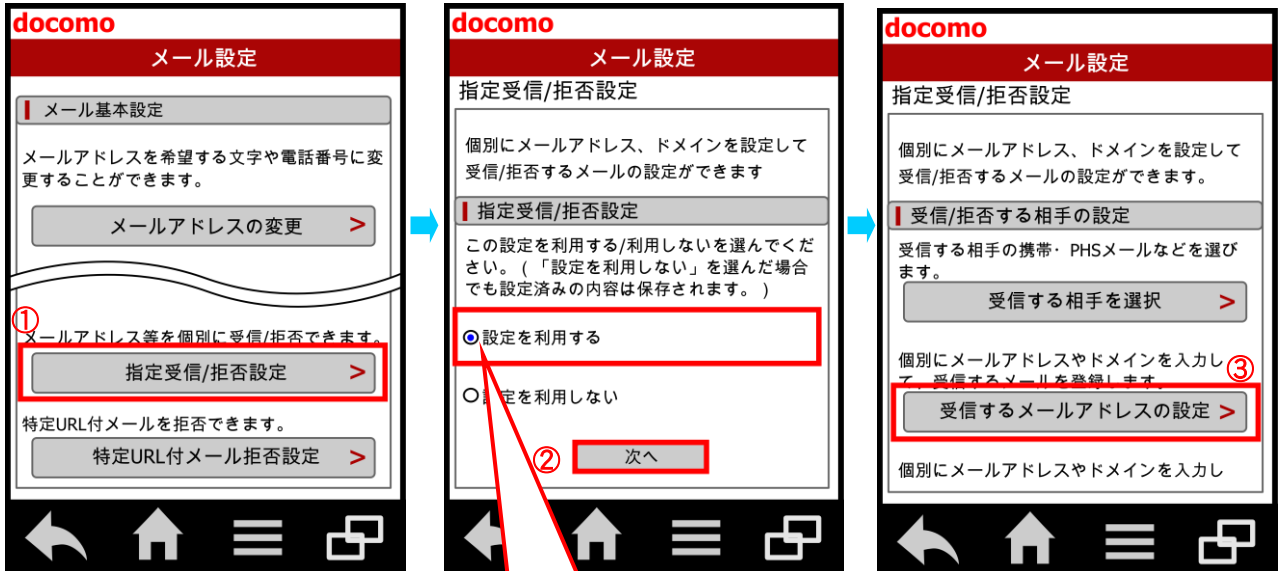 docomo
メール設定
メール基本設定
メールアドレスを希望する文字や電話番号に変
更することができます。
メールアドレスの変更 >
①
メールアドレス等を個別に受信/拒否できます。
指定受信/拒否設定 >
特定URL付メールを拒否できます。
特定URL付メール拒否設定 >
docomo
メール設定
指定受信/拒否設定
個別にメールアドレス、ドメインを設定して
受信/拒否するメールの設定ができます
指定受信/拒否設定
この設定を利用する/利用しないを選んでくだ
さい。(「設定を利用しない」を選んだ場合
でも設定済みの内容は保存されます。)
設定を利用する
設定を利用しない
② 次へ
docomo
メール設定
指定受信/拒否設定
個別にメールアドレス、ドメインを設定して
受信/拒否するメールの設定ができます。
受信/拒否する相手の設定
受信する相手の携帯・PHSメールなどを選び
ます。
受信する相手を選択 >
個別にメールアドレスやドメインを入力し
て、受信するメールを登録します。
③
受信するメールアドレスの設定 >
個別にメールアドレスやドメインを入力し